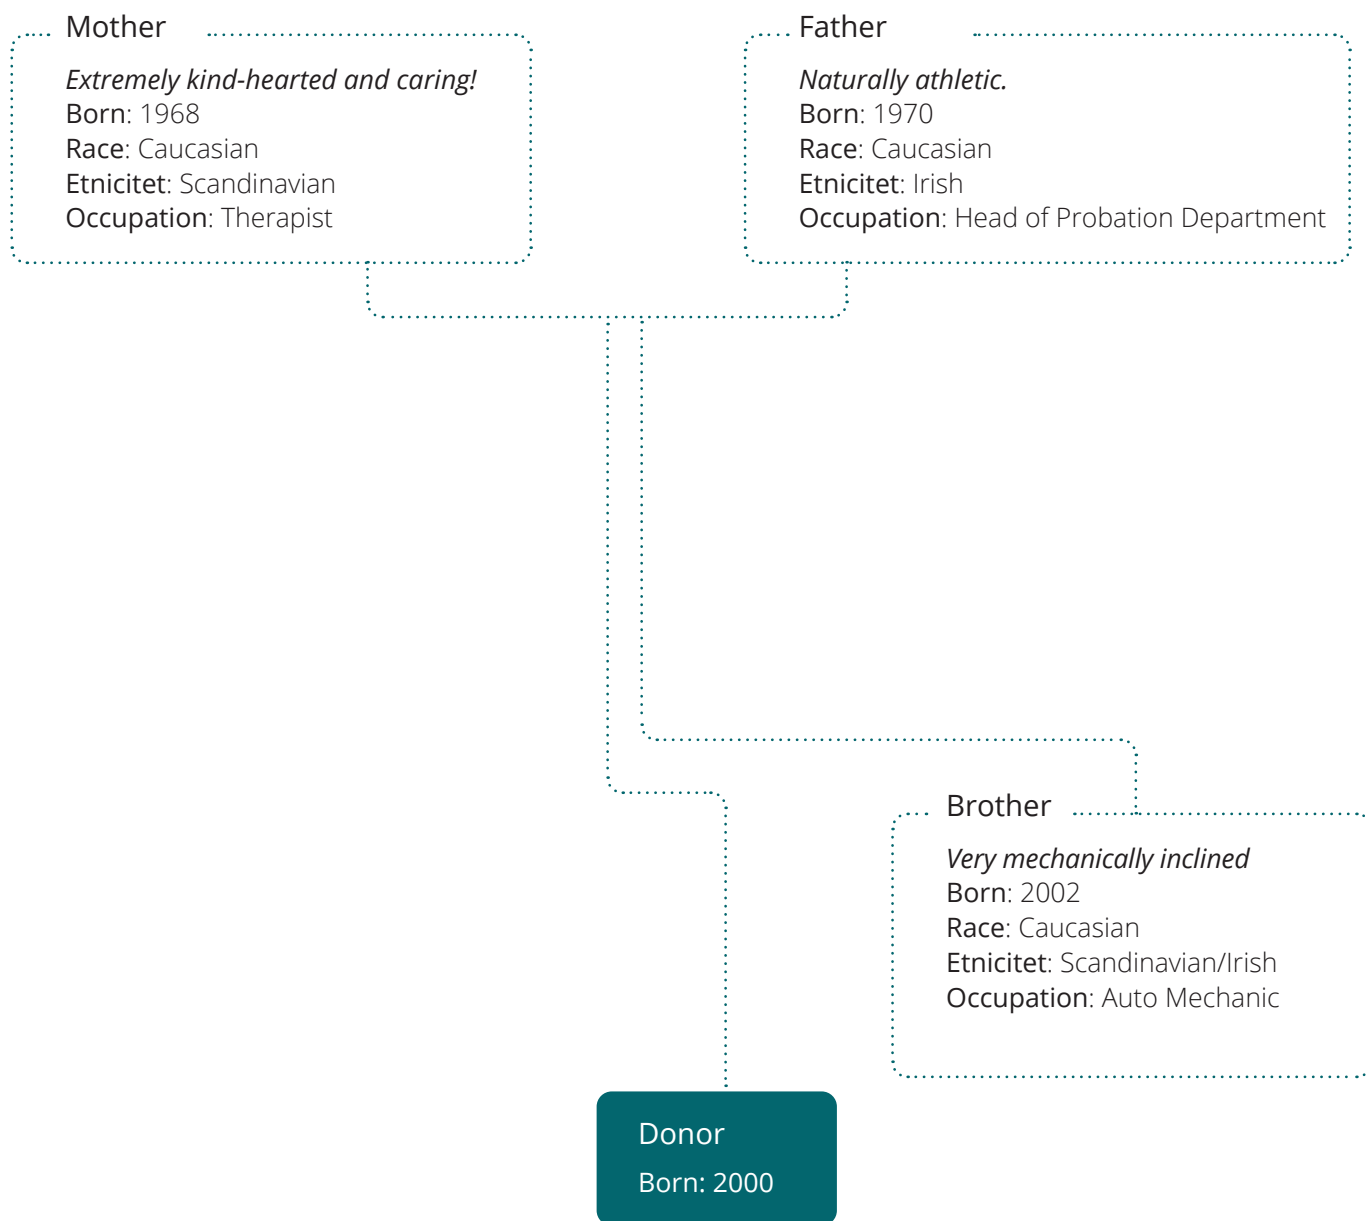 Mother
Extremely kind-hearted and caring!
Born: 1968
Race: Caucasian
Etnicitet: Scandinavian
Occupation: Therapist
Father
Naturally athletic.
Born: 1970
Race: Caucasian
Etnicitet: Irish
Occupation: Head of Probation Department
Brother
Very mechanically inclined
Born: 2002
Race: Caucasian
Etnicitet: Scandinavian/Irish
Occupation: Auto Mechanic
Donor
Born: 2000